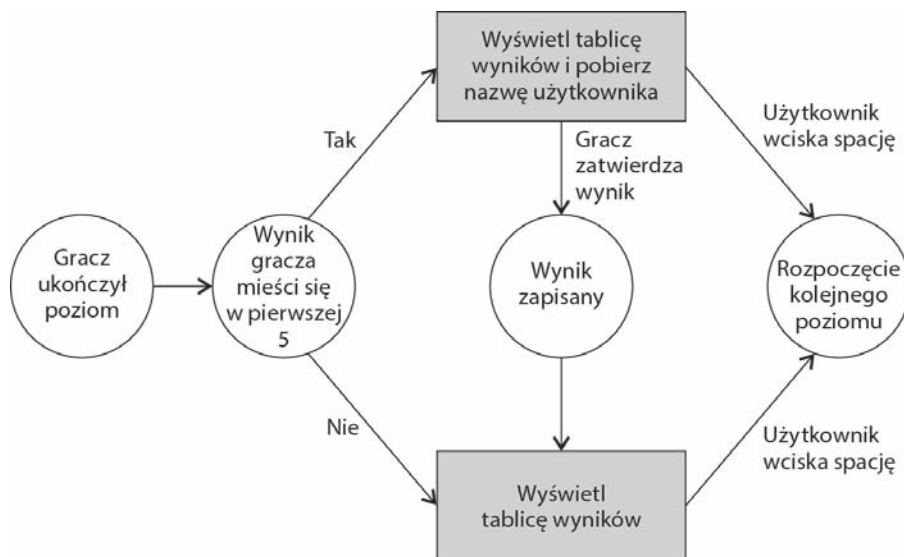 Wyświetl tablicę
wyników i pobierz
nazwę użytkownika
Tak
Gracz
zatwierdza
wynik
Użytkownik
wciska spację
Gracz
ukończył
poziom
Wynik
gracza
mieści się
w pierwszej
5
Wynik
zapisany
Rozpoczęcie
kolejnego
poziomu
Nie
Użytkownik
wciska spację
Wyświetl
tablicę wyników